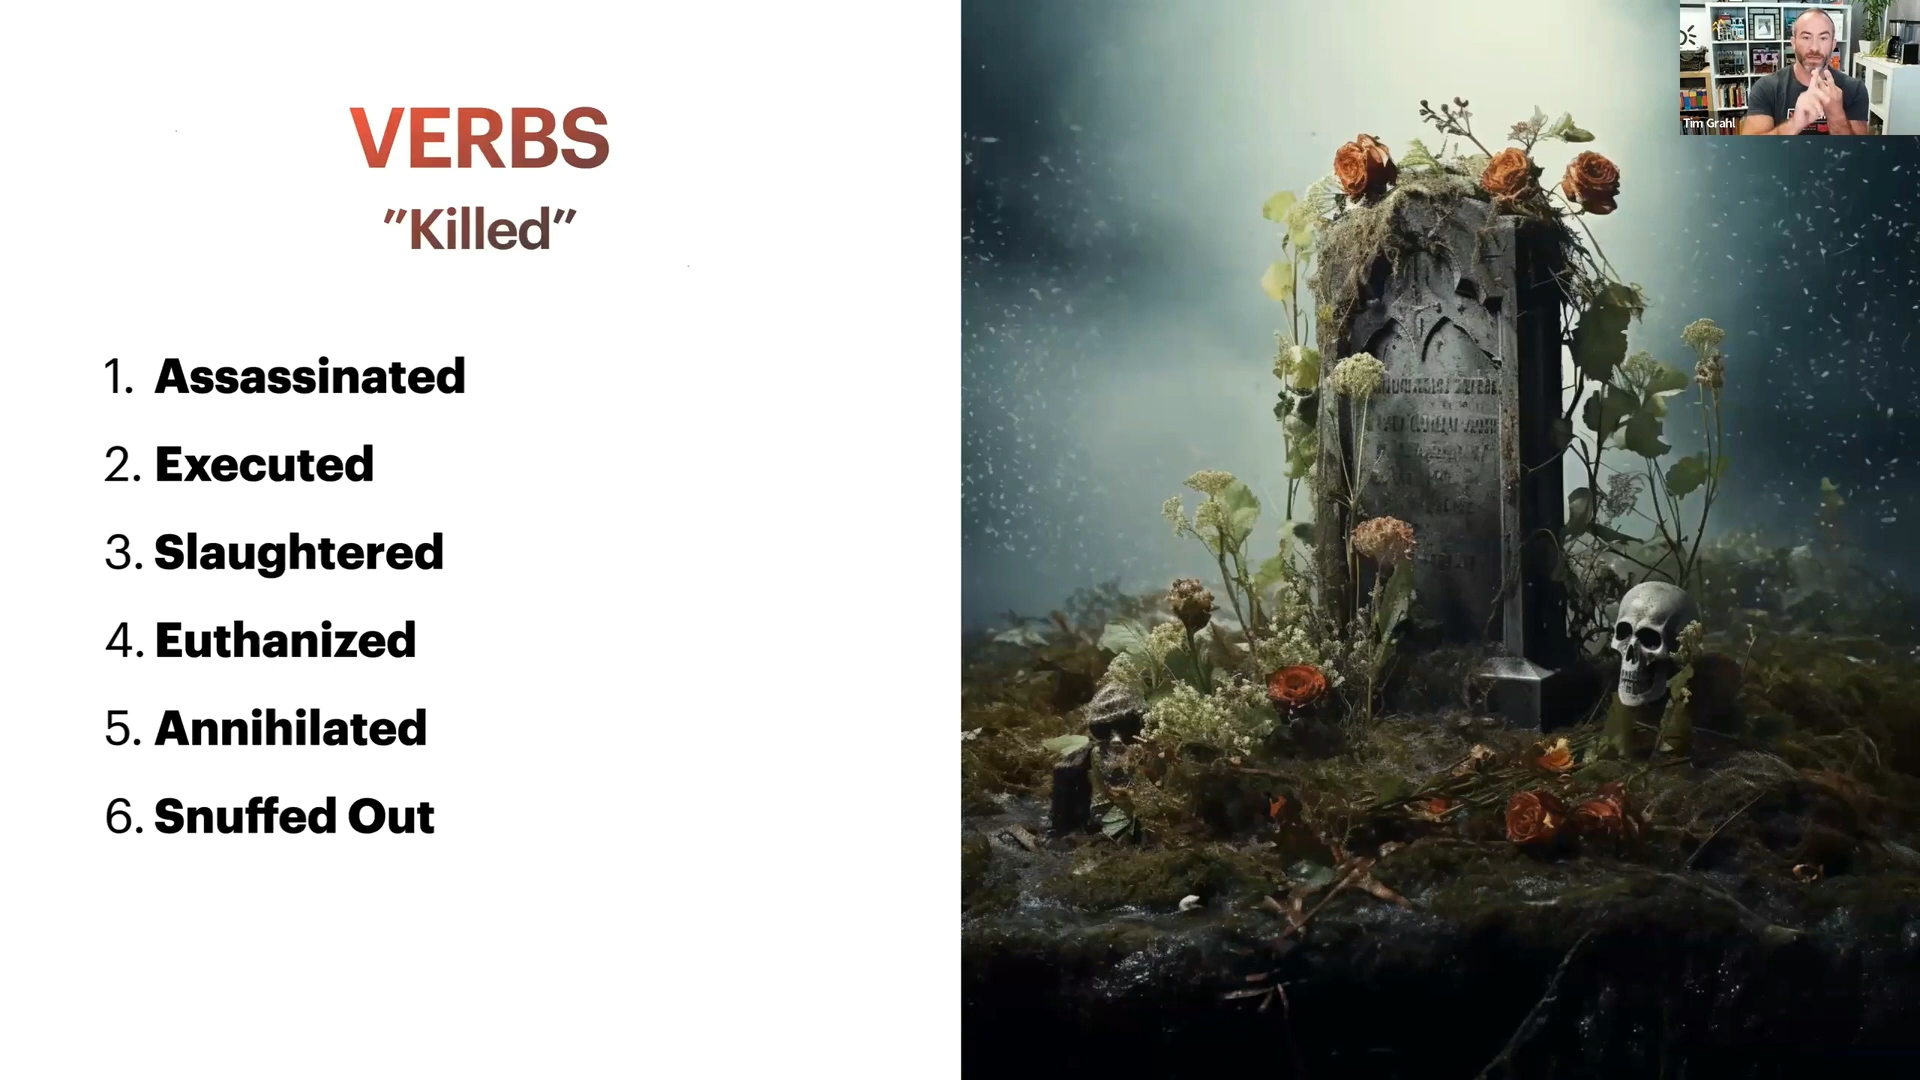 VERBS
"Killed"
1. Assassinated
2. Executed
3. Slaughtered
4. Euthanized
5. Annihilated
6. Snuffed Out
Tim Grahl